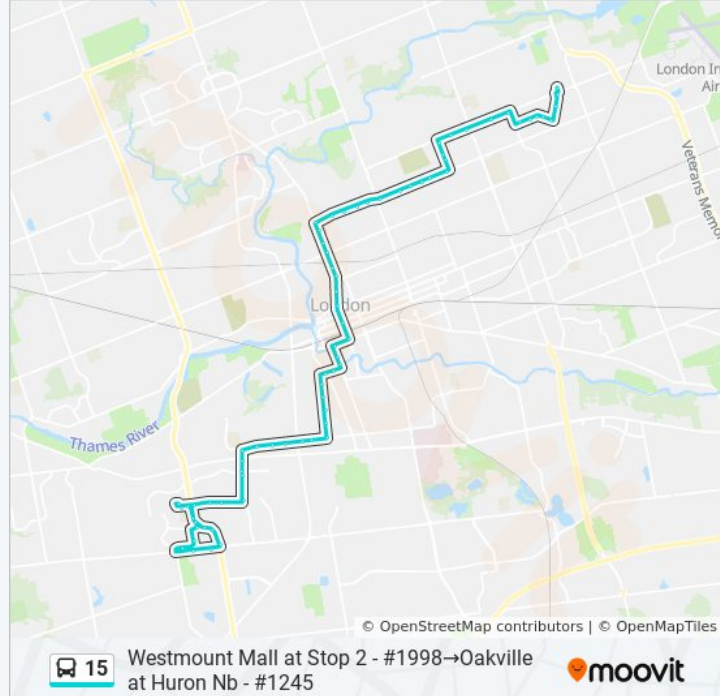 London In
Air
Veterans Memo
London
Thames River
© OpenStreetMap contributors | © OpenMapTiles
15
Westmount Mall at Stop 2 - #1998→Oakville
at Huron Nb - #1245
moovit